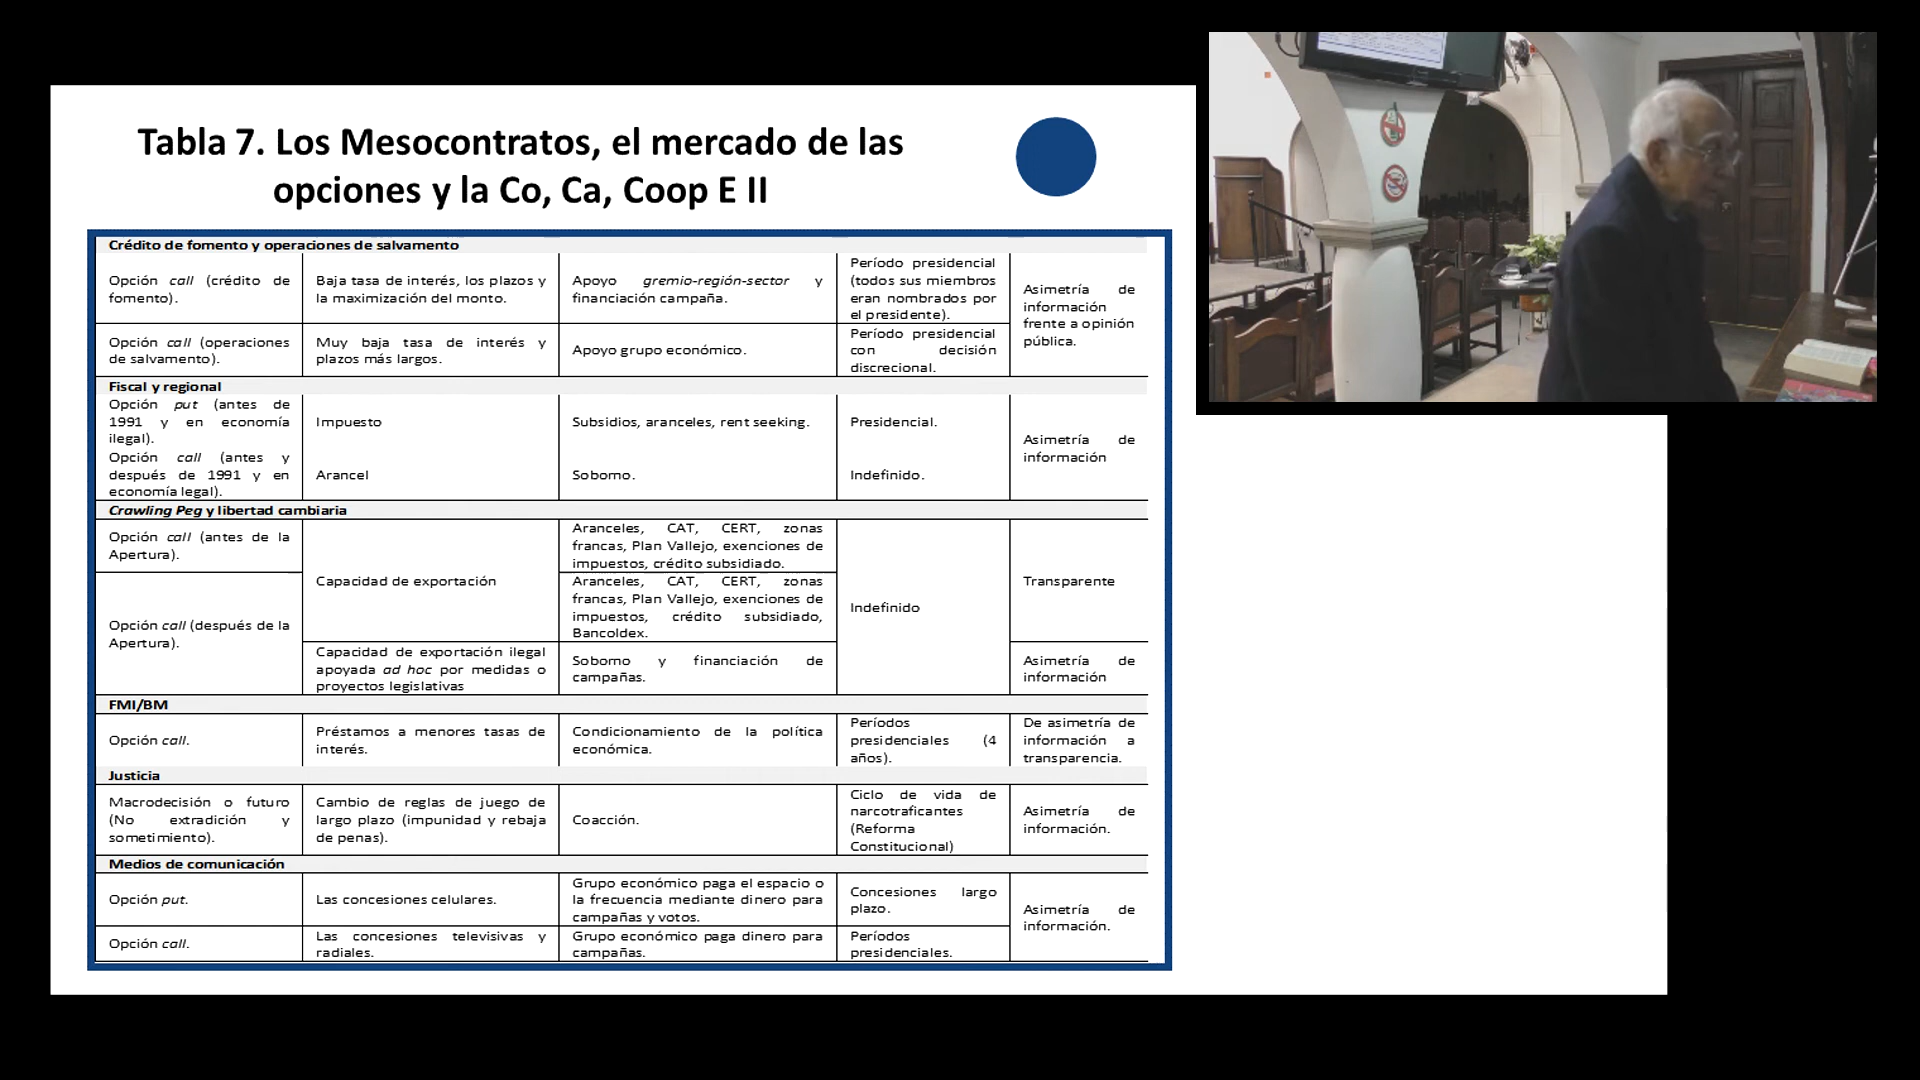 Tabla 7. Los Mesocontratos, el mercado de las
opciones y la Co, Ca, Coop E II
Crédito de fomento y operaciones de salvamento
Opción call (crédito de
fomento).
Baja tasa de interés, los plazos y
la maximización del monto.
Apoyo gremio-región-sector y
financiación campaña.
Período presidencial
(todos sus miembros
eran nombrados por
el presidente).
Asimetría de
información
frente a opinión
pública.
Opción call (operaciones
de salvamento).
Muy baja tasa de interés y
plazos más largos.
Apoyo grupo económico.
Período presidencial
con decisión
discrecional.
Fiscal y regional
Opción put (antes de
1991 y en economía
ilegal).
Impuesto
Subsidios, aranceles, rent seeking.
Presidencial.
Asimetría de
información
Opción call (antes y
después de 1991 y en
economía legal).
Arancel
Soborno.
Indefinido.
Crawling Peg y libertad cambiaria
Opción call (antes de la
Apertura).
Capacidad de exportación
Aranceles, CAT, CERT, zonas
francas, Plan Vallejo, exenciones de
impuestos, crédito subsidiado.
Indefinido
Transparente
Opción call (después de la
Apertura).
Aranceles, CAT, CERT, zonas
francas, Plan Vallejo, exenciones de
impuestos, crédito subsidiado,
Bancoldex.
Capacidad de exportación ilegal
apoyada ad hoc por medidas o
proyectos legislativas
Soborno y financiación de
campañas.
Asimetría de
información
FMI/BM
Opción call.
Préstamos a menores tasas de
interés.
Condicionamiento de la política
económica.
Períodos
presidenciales (4
años).
De asimetría de
información a
transparencia.
Justicia
Macrodecisión o futuro
(No extradición y
sometimiento).
Cambio de reglas de juego de
largo plazo (impunidad y rebaja
de penas).
Coacción.
Ciclo de vida de
narcotraficantes
(Reforma
Constitucional)
Asimetría de
información.
Medios de comunicación
Opción put.
Las concesiones celulares.
Grupo económico paga el espacio o
la frecuencia mediante dinero para
campañas y votos.
Concesiones largo
plazo.
Asimetría de
información.
Opción call.
Las concesiones televisivas y
radiales.
Grupo económico paga dinero para
campañas.
Períodos
presidenciales.